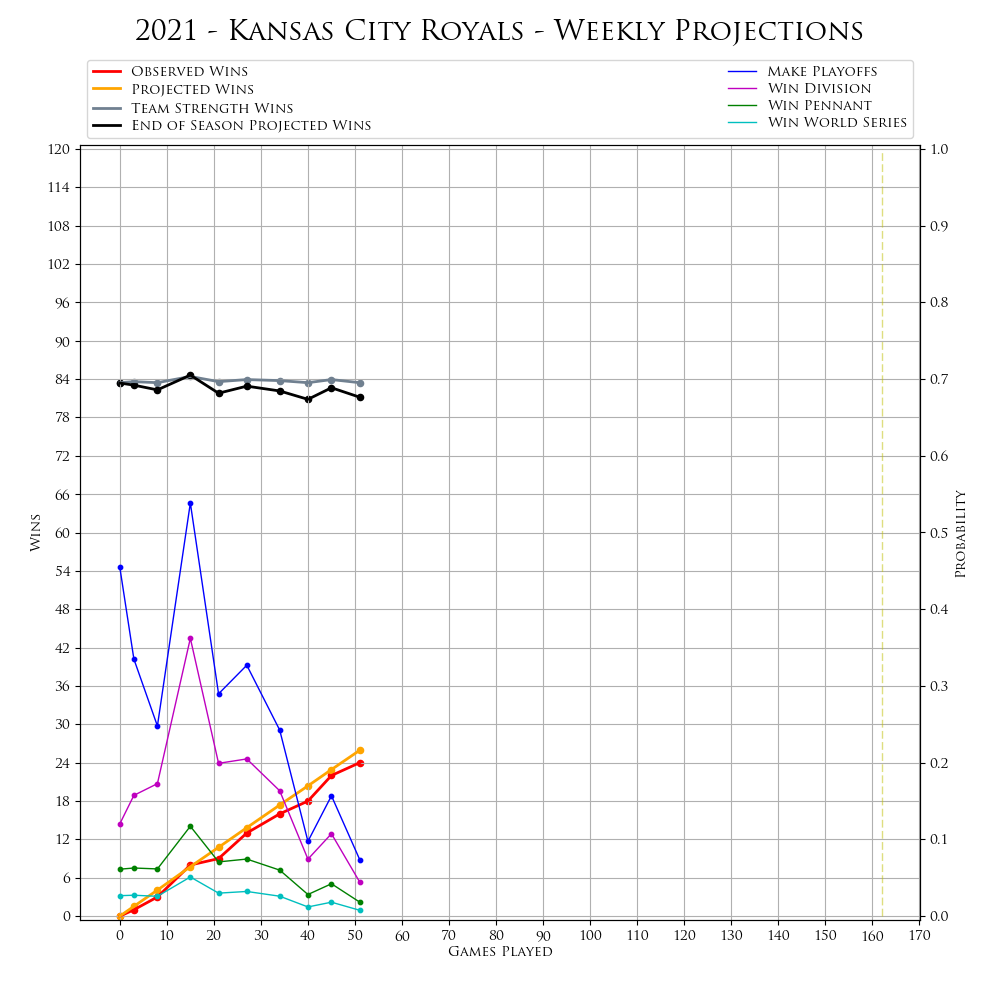 2021 - Kansas City Royals - Weekly Projections
Observed Wins
Projected Wins
Team Strength Wins
End of Season Projected Wins
Make Playoffs
Win Division
Win Pennant
Win World Series
120
114
108
102
96
90
84
78
72
66
60
54
48
42
36
30
24
18
12
6
0
Wins
1.0
0.9
0.8
0.7
0.6
0.5
0.4
0.3
0.2
0.1
0.0
Probability
0 10 20 30 40 50 60 70 80 90 100 110 120 130 140 150 160 170
Games Played